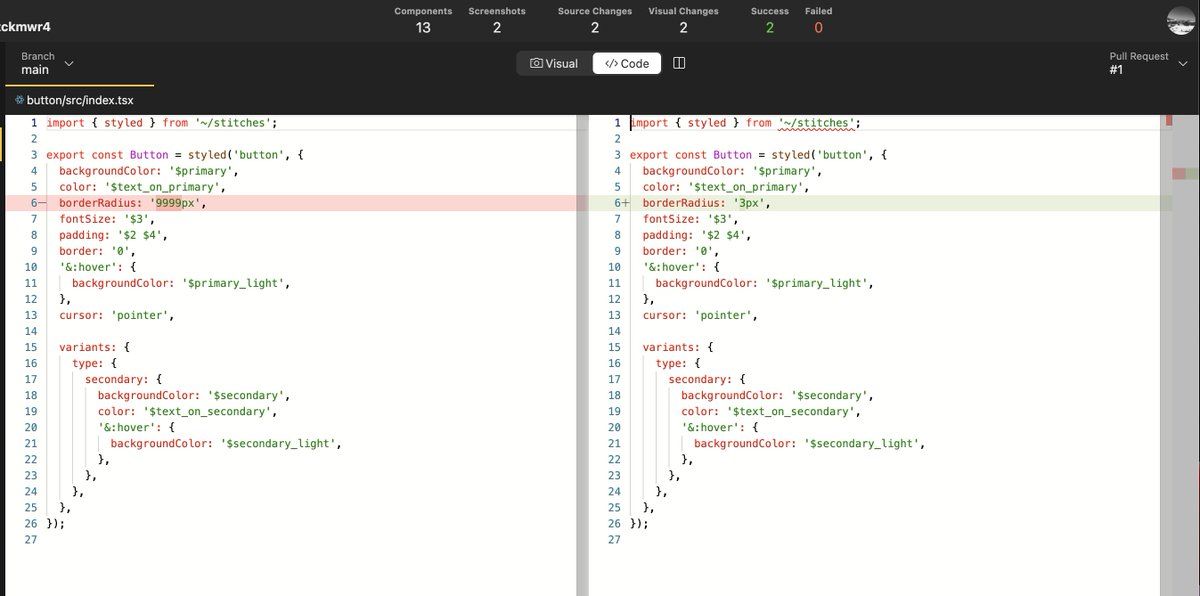 Components Screenshots Source Changes Visual Changes Success Failed
ckmwr4 13 2 2 2 2 0
Branch
main
Visual </> Code
Pull Request
#1
button/src/index.tsx
1 import { styled } from '~/stitches';
2
3 export const Button = styled('button', {
4 backgroundColor: '$primary',
5 color: '$text_on_primary',
6− borderRadius: '9999px',
7 fontSize: '$3',
8 padding: '$2 $4',
9 border: '0',
10 '&:hover': {
11 backgroundColor: '$primary_light',
12 },
13 cursor: 'pointer',
14
15 variants: {
16 type: {
17 secondary: {
18 backgroundColor: '$secondary',
19 color: '$text_on_secondary',
20 '&:hover': {
21 backgroundColor: '$secondary_light',
22 },
23 },
24 },
25 },
26 });
27
1 import { styled } from '~/stitches';
2
3 export const Button = styled('button', {
4 backgroundColor: '$primary',
5 color: '$text_on_primary',
6+ borderRadius: '3px',
7 fontSize: '$3',
8 padding: '$2 $4',
9 border: '0',
10 '&:hover': {
11 backgroundColor: '$primary_light',
12 },
13 cursor: 'pointer',
14
15 variants: {
16 type: {
17 secondary: {
18 backgroundColor: '$secondary',
19 color: '$text_on_secondary',
20 '&:hover': {
21 backgroundColor: '$secondary_light',
22 },
23 },
24 },
25 },
26 });
27